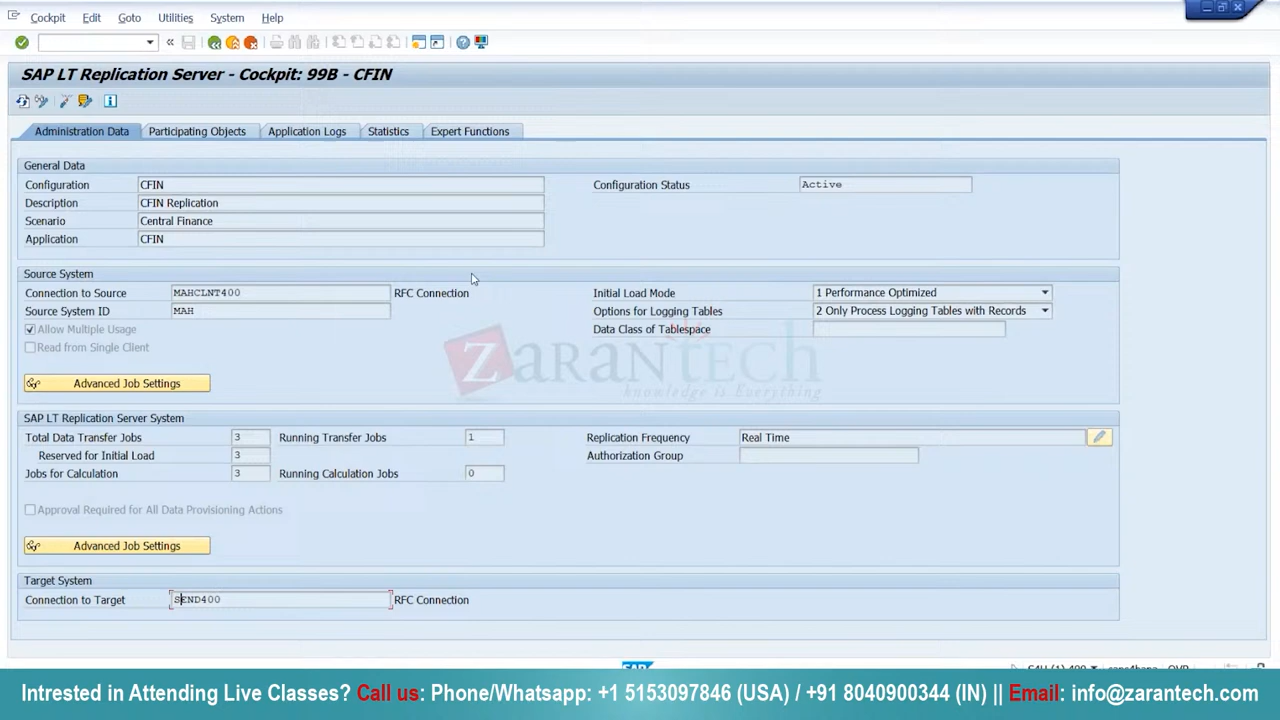 Cockpit Edit Goto Utilities System Help
SAP LT Replication Server - Cockpit: 99B - CFIN
Administration Data Participating Objects Application Logs Statistics Expert Functions
General Data
Configuration CFIN Configuration Status Active
Description CFIN Replication
Scenario Central Finance
Application CFIN
Source System
Connection to Source MAHCLNT400 RFC Connection Initial Load Mode 1 Performance Optimized
Source System ID MAH Options for Logging Tables 2 Only Process Logging Tables with Records
Allow Multiple Usage Data Class of Tablespace
Read from Single Client
zarantech
knowledge is Everything
Advanced Job Settings
SAP LT Replication Server System
Total Data Transfer Jobs 3 Running Transfer Jobs 1 Replication Frequency Real Time
Reserved for Initial Load 3 Authorization Group
Jobs for Calculation 3 Running Calculation Jobs 0
Approval Required for All Data Provisioning Actions
Advanced Job Settings
Target System
Connection to Target SEND400 RFC Connection
SAP
Intrested in Attending Live Classes? Call us: Phone/Whatsapp: +1 5153097846 (USA) / +91 8040900344 (IN) || Email: info@zarantech.com